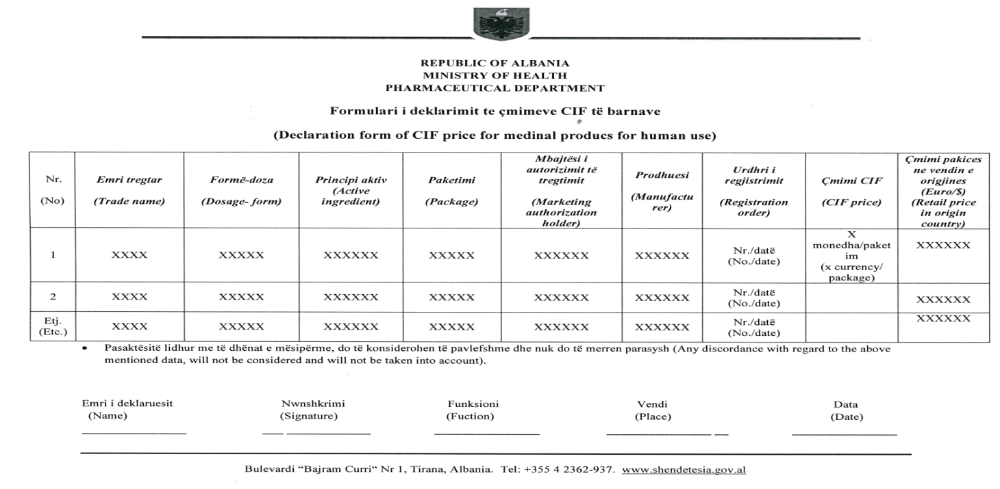 REPUBLIC OF ALBANIA
MINISTRY OF HEALTH
PHARMACEUTICAL DEPARTMENT
Formulari i deklarimit te çmimeve CIF të barnave
(Declaration form of CIF price for medinal producs for human use)
Nr.
(No)
Emri tregtar
(Trade name)
Formë-doza
(Dosage- form)
Principi aktiv
(Active
ingredient)
Paketimi
(Package)
Mbajtësi i
autorizimit të
tregtimit
(Marketing
authorization
holder)
Prodhuesi
(Manufactu
rer)
Urdhri i
regjistrimit
(Registration
order)
Çmimi CIF
(CIF price)
Çmimi pakices
ne vendin e
origjines
(Euro/$)
(Retail price
in origin
country)
1
XXXX
XXXXX
XXXXXX
XXXXX
XXXXXX
XXXXXX
Nr./datë
(No./date)
X
monedha/paket
im
(x currency/
package)
XXXXXX
2
XXXX
XXXXX
XXXXXX
XXXXX
XXXXXX
XXXXXX
Nr./datë
(No./date)
XXXXXX
Etj.
(Etc.)
XXXX
XXXXX
XXXXXX
XXXXX
XXXXXX
XXXXXX
Nr./datë
(No./date)
XXXXXX
• Pasaktësitë lidhur me të dhënat e mësipërme, do të konsiderohen të pavlefshme dhe nuk do të merren parasysh (Any discordance with regard to the above
mentioned data, will not be considered and will not be taken into account).
Emri i deklaruesit
(Name)
Nwnshkrimi
(Signature)
Funksioni
(Fuction)
Vendi
(Place)
Data
(Date)
Bulevardi “Bajram Curri“ Nr 1, Tirana, Albania. Tel: +355 4 2362-937. www.shendetesia.gov.al